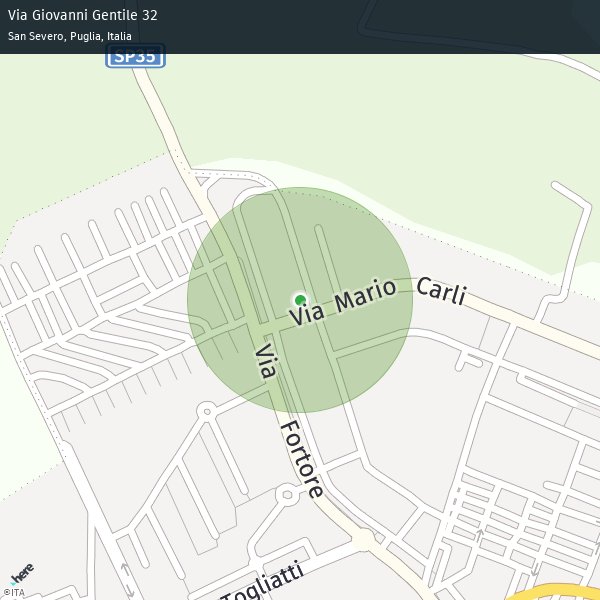 Via Giovanni Gentile 32
San Severo, Puglia, Italia
SP35
Via Mario Carli
Via Fortore
Togliatti
here
©ITA